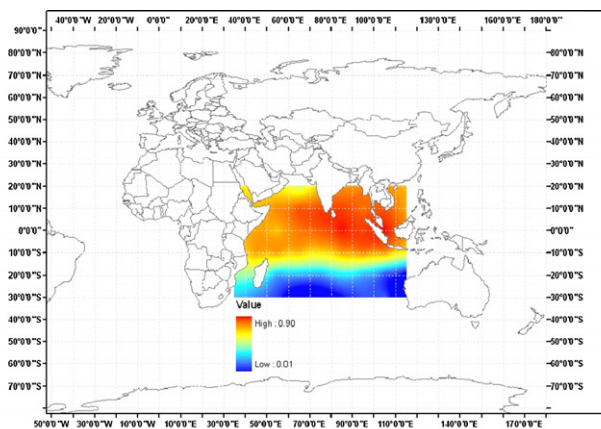 40°0'0"W 20°0'0"W 0°0'0" 20°0'0"E 40°0'0"E 60°0'0"E 80°0'0"E 100°0'0"E 120°0'0"E 150°0'0"E 180°0'0"
90°0'0"N
80°0'0"N 80°0'0"N
70°0'0"N 70°0'0"N
60°0'0"N 60°0'0"N
50°0'0"N 50°0'0"N
40°0'0"N 40°0'0"N
30°0'0"N 30°0'0"N
20°0'0"N 20°0'0"N
10°0'0"N 10°0'0"N
0°0'0" 0°0'0"
10°0'0"S 10°0'0"S
20°0'0"S 20°0'0"S
30°0'0"S 30°0'0"S
Value
40°0'0"S 40°0'0"S
High : 0.90
50°0'0"S 50°0'0"S
60°0'0"S Low : 0.01 60°0'0"S
70°0'0"S 70°0'0"S
50°0'0"W 30°0'0"W 10°0'0"W 10°0'0"E 30°0'0"E 50°0'0"E 70°0'0"E 90°0'0"E 110°0'0"E 140°0'0"E